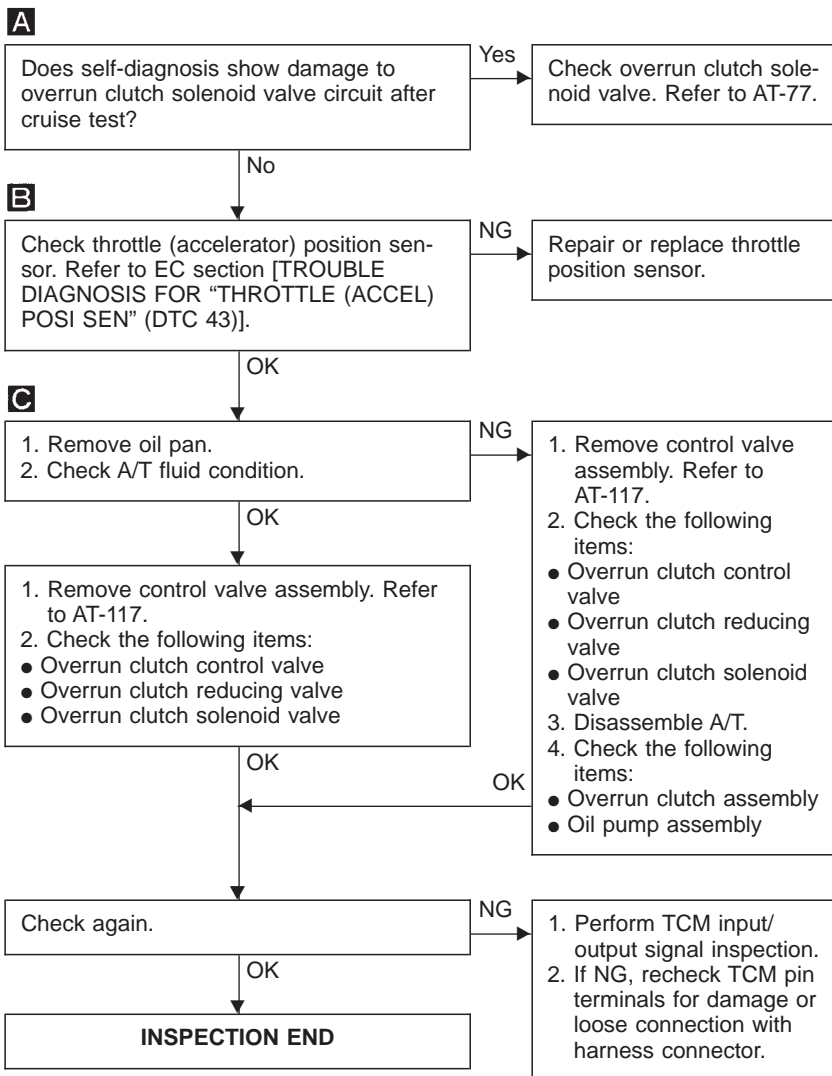 A
Does self-diagnosis show damage to
overrun clutch solenoid valve circuit after
cruise test?
Yes
Check overrun clutch sole-
noid valve. Refer to AT-77.
No
B
Check throttle (accelerator) position sen-
sor. Refer to EC section [TROUBLE
DIAGNOSIS FOR “THROTTLE (ACCEL)
POSI SEN” (DTC 43)].
NG
Repair or replace throttle
position sensor.
OK
C
1. Remove oil pan.
2. Check A/T fluid condition.
NG
1. Remove control valve
assembly. Refer to
AT-117.
2. Check the following
items:
● Overrun clutch control
valve
● Overrun clutch reducing
valve
● Overrun clutch solenoid
valve
3. Disassemble A/T.
4. Check the following
items:
● Overrun clutch assembly
● Oil pump assembly
OK
1. Remove control valve assembly. Refer
to AT-117.
2. Check the following items:
● Overrun clutch control valve
● Overrun clutch reducing valve
● Overrun clutch solenoid valve
OK
OK
Check again.
NG
1. Perform TCM input/
output signal inspection.
2. If NG, recheck TCM pin
terminals for damage or
loose connection with
harness connector.
OK
INSPECTION END